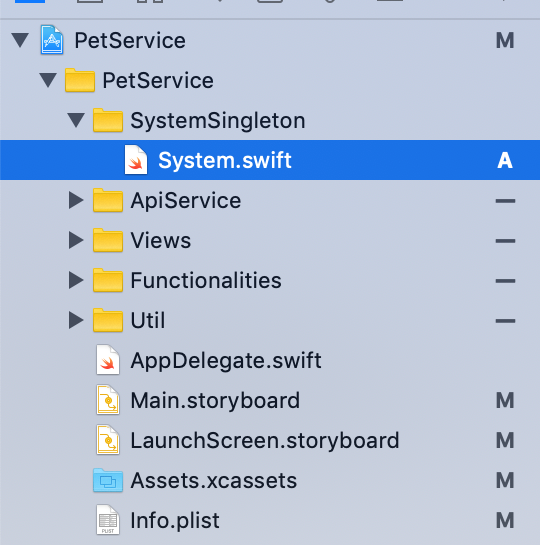 PetService M
PetService
SystemSingleton
System.swift A
ApiService —
Views —
Functionalities —
Util —
AppDelegate.swift
Main.storyboard M
LaunchScreen.storyboard M
Assets.xcassets M
Info.plist M